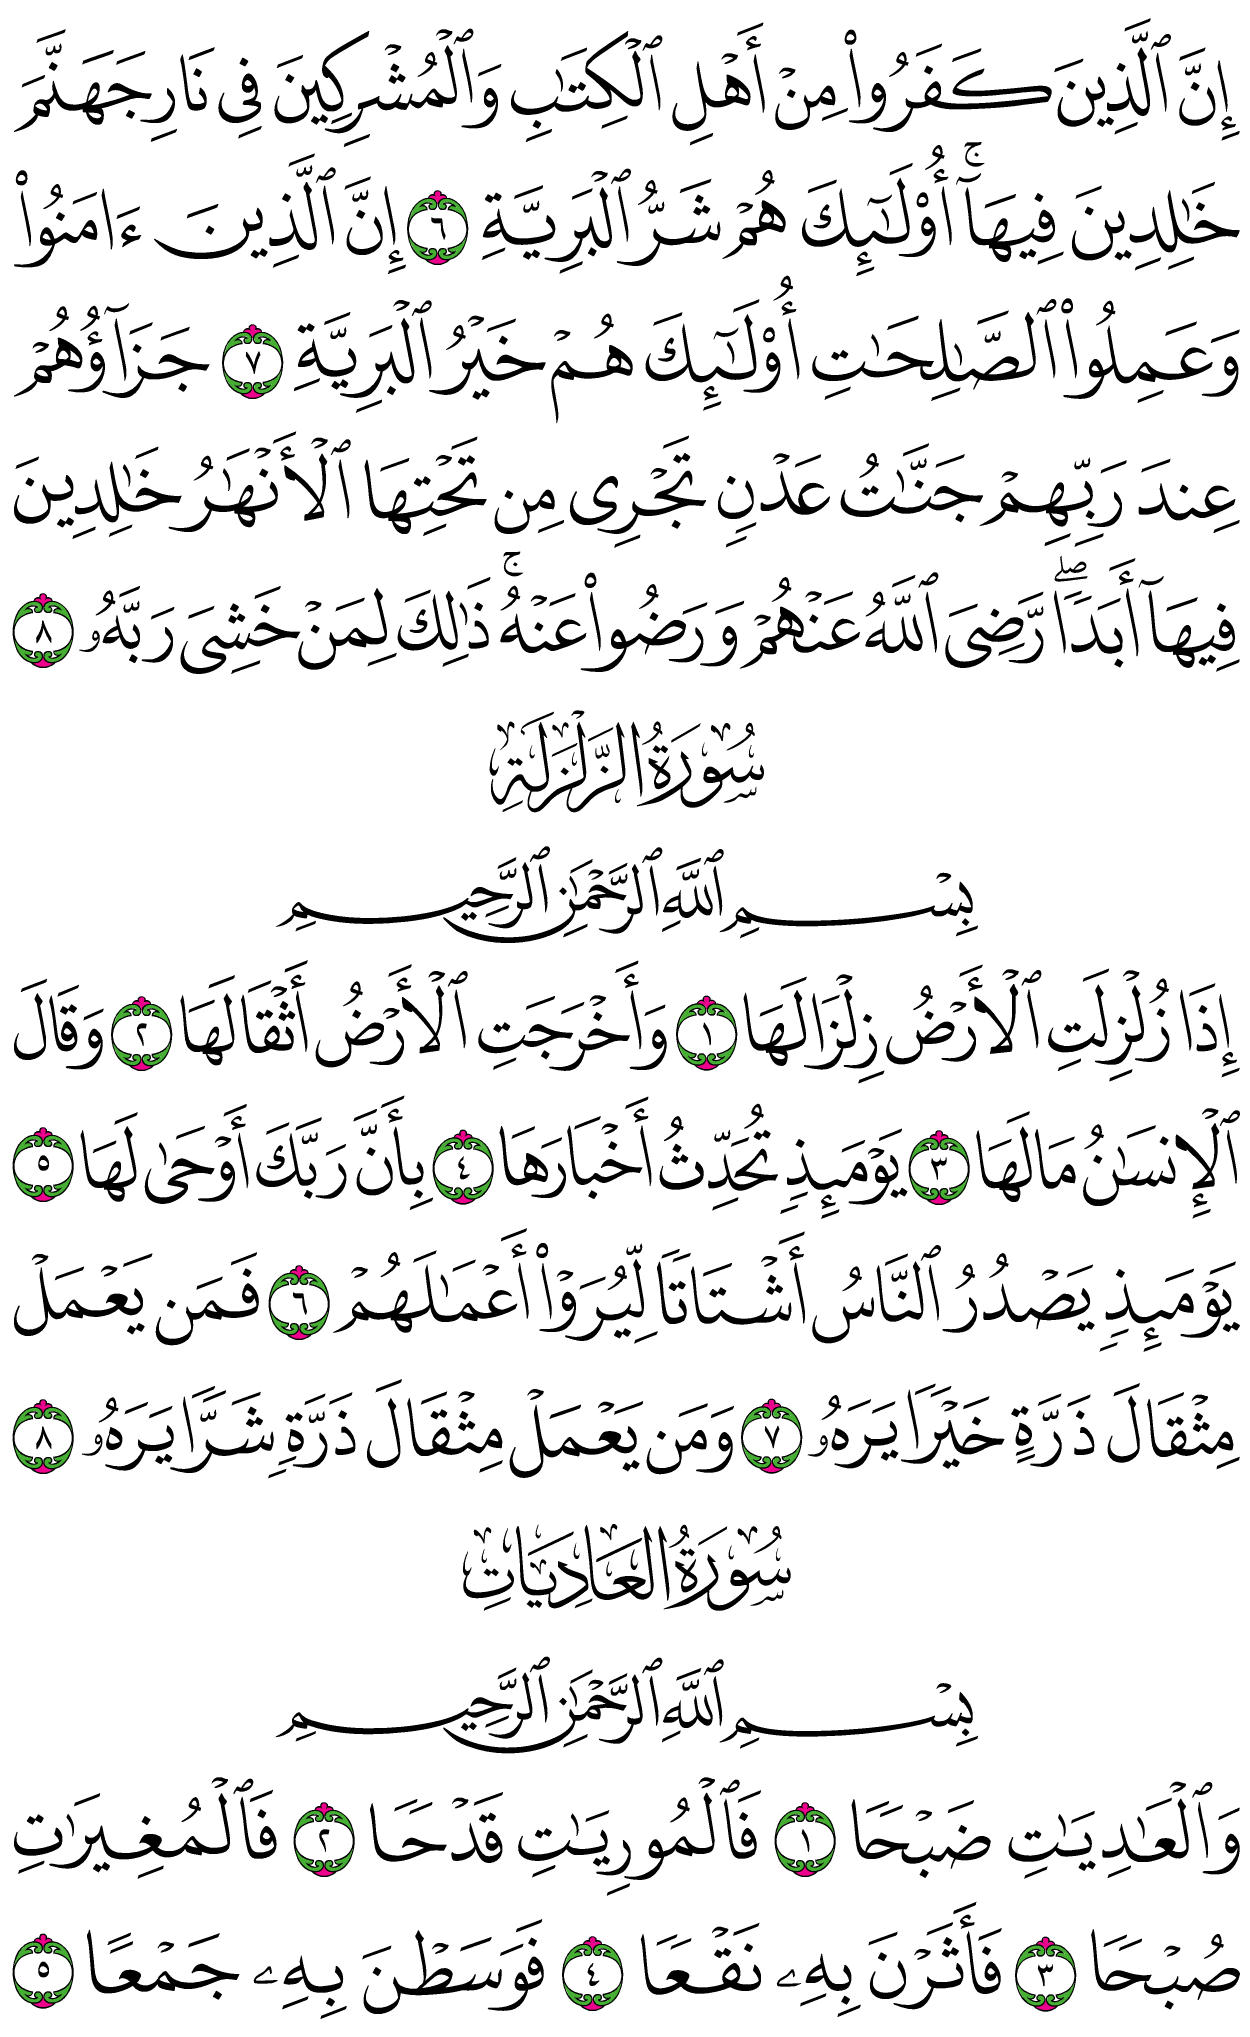 إِنَّ ٱلَّذِينَ كَفَرُوا۟ مِنْ أَهْلِ ٱلْكِتَـٰبِ وَٱلْمُشْرِكِينَ فِى نَارِ جَهَنَّمَ
خَـٰلِدِينَ فِيهَآ ۚ أُو۟لَـٰٓئِكَ هُمْ شَرُّ ٱلْبَرِيَّةِ ٦ إِنَّ ٱلَّذِينَ ءَامَنُوا۟
وَعَمِلُوا۟ ٱلصَّـٰلِحَـٰتِ أُو۟لَـٰٓئِكَ هُمْ خَيْرُ ٱلْبَرِيَّةِ ٧ جَزَآؤُهُمْ
عِندَ رَبِّهِمْ جَنَّـٰتُ عَدْنٍ تَجْرِى مِن تَحْتِهَا ٱلْأَنْهَـٰرُ خَـٰلِدِينَ
فِيهَآ أَبَدًا ۖ رَّضِىَ ٱللَّهُ عَنْهُمْ وَرَضُوا۟ عَنْهُ ۚ ذَٰلِكَ لِمَنْ خَشِىَ رَبَّهُۥ ٨
سُورَةُ الزَّلْزَلَةِ
بِسْمِ ٱللَّهِ ٱلرَّحْمَـٰنِ ٱلرَّحِيمِ
إِذَا زُلْزِلَتِ ٱلْأَرْضُ زِلْزَالَهَا ١ وَأَخْرَجَتِ ٱلْأَرْضُ أَثْقَالَهَا ٢ وَقَالَ
ٱلْإِنسَـٰنُ مَا لَهَا ٣ يَوْمَئِذٍ تُحَدِّثُ أَخْبَارَهَا ٤ بِأَنَّ رَبَّكَ أَوْحَىٰ لَهَا ٥
يَوْمَئِذٍ يَصْدُرُ ٱلنَّاسُ أَشْتَاتًا لِّيُرَوْا۟ أَعْمَـٰلَهُمْ ٦ فَمَن يَعْمَلْ
مِثْقَالَ ذَرَّةٍ خَيْرًا يَرَهُۥ ٧ وَمَن يَعْمَلْ مِثْقَالَ ذَرَّةٍ شَرًّا يَرَهُۥ ٨
سُورَةُ العَادِيَاتِ
بِسْمِ ٱللَّهِ ٱلرَّحْمَـٰنِ ٱلرَّحِيمِ
وَٱلْعَـٰدِيَـٰتِ ضَبْحًا ١ فَٱلْمُورِيَـٰتِ قَدْحًا ٢ فَٱلْمُغِيرَٰتِ
صُبْحًا ٣ فَأَثَرْنَ بِهِۦ نَقْعًا ٤ فَوَسَطْنَ بِهِۦ جَمْعًا ٥